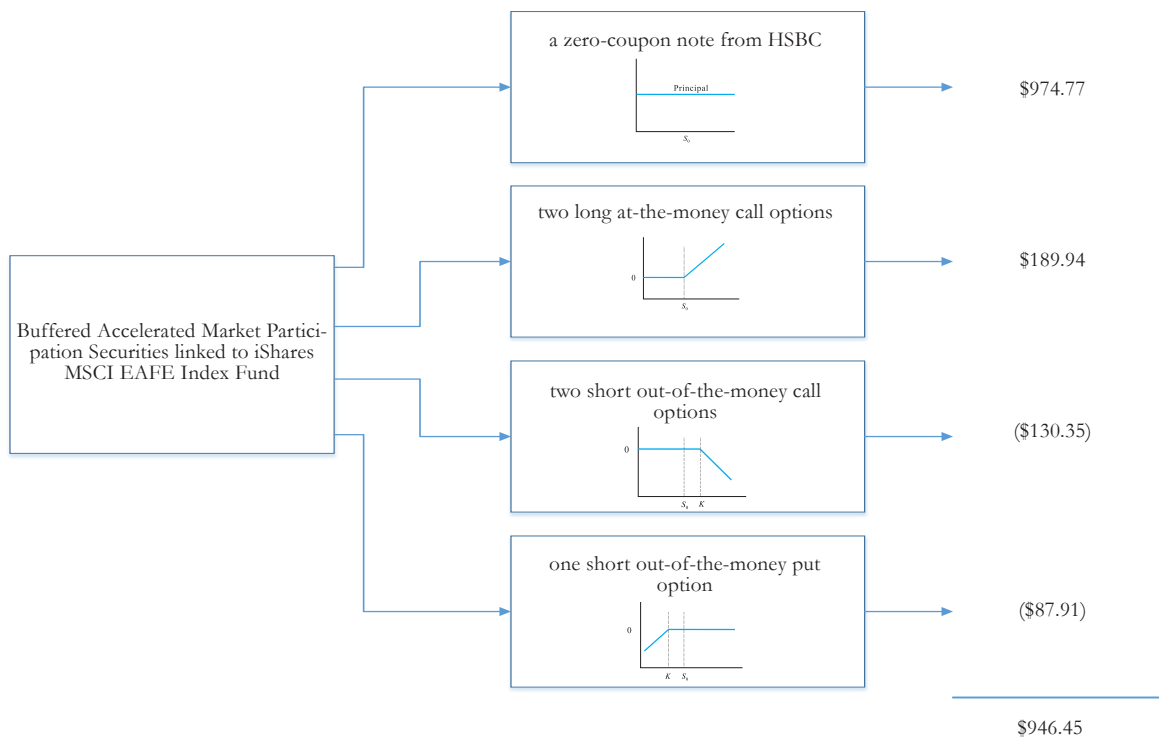 a zero-coupon note from HSBC
Principal
S₀
$974.77
two long at-the-money call options
0
S₀
$189.94
Buffered Accelerated Market Partici-
pation Securities linked to iShares
MSCI EAFE Index Fund
two short out-of-the-money call
options
0
S₀ K
($130.35)
one short out-of-the-money put
option
0
K S₀
($87.91)
$946.45